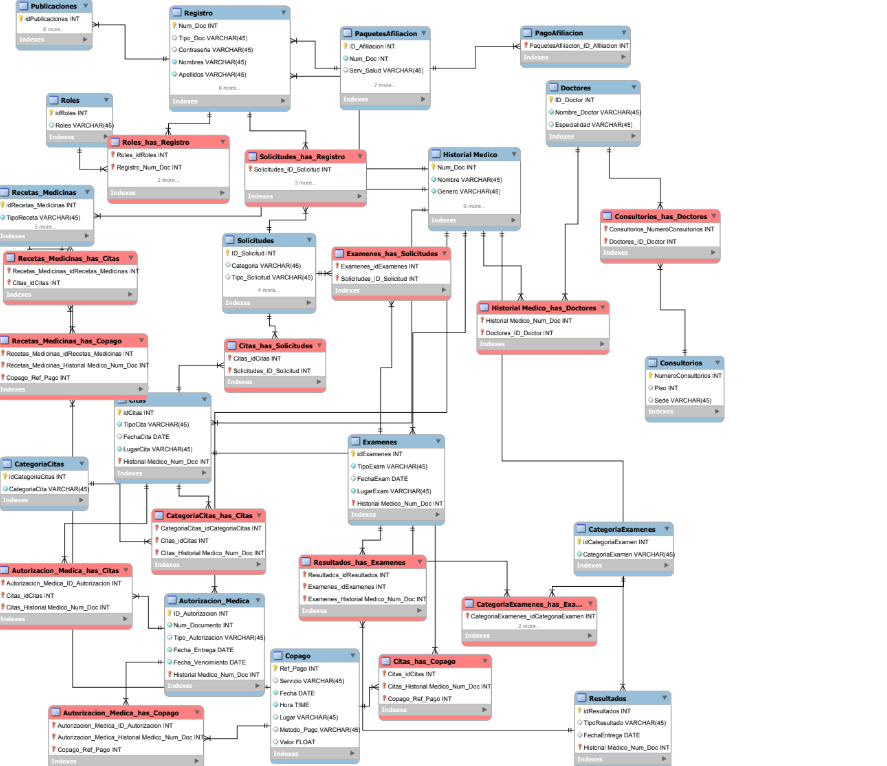 Publicaciones
idPublicaciones INT
6 more...
Indexes
Registro
Num_Doc INT
Tipo_Doc VARCHAR(45)
Contraseña VARCHAR(45)
Nombres VARCHAR(45)
Apellidos VARCHAR(45)
6 more...
Indexes
PaquetesAfiliacion
ID_Afiliacion INT
Num_Doc INT
Serv_Salud VARCHAR(45)
7 more...
Indexes
PagoAfiliacion
PaquetesAfiliacion_ID_Afiliacion INT
Indexes
Roles
idRoles INT
Roles VARCHAR(45)
Indexes
Doctores
ID_Doctor INT
Nombre_Doctor VARCHAR(45)
Especialidad VARCHAR(45)
Indexes
Roles_has_Registro
Roles_idRoles INT
Registro_Num_Doc INT
2 more...
Indexes
Solicitudes_has_Registro
Solicitudes_ID_Solicitud INT
3 more...
Indexes
Historial Medico
Num_Doc INT
Nombre VARCHAR(45)
Genero VARCHAR(45)
9 more...
Indexes
Recetas_Medicinas
idRecetas_Medicinas INT
TipoReceta VARCHAR(45)
5 more...
Indexes
Consultorios_has_Doctores
Consultorios_NumeroConsultorios INT
Doctores_ID_Doctor INT
Indexes
Solicitudes
ID_Solicitud INT
Categoria VARCHAR(45)
Tipo_Solicitud VARCHAR(45)
4 more...
Indexes
Examenes_has_Solicitudes
Examenes_idExamenes INT
Solicitudes_ID_Solicitud INT
Indexes
Recetas_Medicinas_has_Citas
Recetas_Medicinas_idRecetas_Medicinas INT
Citas_idCitas INT
Indexes
Historial Medico_has_Doctores
Historial Medico_Num_Doc INT
Doctores_ID_Doctor INT
Indexes
Recetas_Medicinas_has_Copago
Recetas_Medicinas_idRecetas_Medicinas INT
Recetas_Medicinas_Historial Medico_Num_Doc INT
Copago_Ref_Pago INT
Indexes
Citas_has_Solicitudes
Citas_idCitas INT
Solicitudes_ID_Solicitud INT
Indexes
Consultorios
NumeroConsultorios INT
Piso INT
Sede VARCHAR(45)
Indexes
Citas
idCitas INT
TipoCita VARCHAR(45)
FechaCita DATE
LugarCita VARCHAR(45)
Historial Medico_Num_Doc INT
Indexes
Examenes
idExamenes INT
TipoExam VARCHAR(45)
FechaExam DATE
LugarExam VARCHAR(45)
Historial Medico_Num_Doc INT
Indexes
CategoriaCitas
idCategoriaCitas INT
CategoriaCita VARCHAR(45)
Indexes
CategoriaCitas_has_Citas
CategoriaCitas_idCategoriaCitas INT
Citas_idCitas INT
Citas_Historial Medico_Num_Doc INT
Indexes
CategoriaExamenes
idCategoriaExamen INT
CategoriaExamen VARCHAR(45)
Indexes
Autorizacion_Medica_has_Citas
Autorizacion_Medica_ID_Autorizacion INT
Citas_idCitas INT
Citas_Historial Medico_Num_Doc INT
Indexes
Resultados_has_Examenes
Resultados_idResultados INT
Examenes_idExamenes INT
Examenes_Historial Medico_Num_Doc INT
Indexes
Autorizacion_Medica
ID_Autorizacion INT
Num_Documento INT
Tipo_Autorizacion VARCHAR(45)
Fecha_Entrega DATE
Fecha_Vencimiento DATE
Historial Medico_Num_Doc INT
Indexes
CategoriaExamenes_has_Exa...
CategoriaExamenes_idCategoriaExamen INT
2 more...
Indexes
Copago
Ref_Pago INT
Servicio VARCHAR(45)
Fecha DATE
Hora TIME
Lugar VARCHAR(45)
Metodo_Pago VARCHAR(45)
Valor FLOAT
Indexes
Citas_has_Copago
Citas_idCitas INT
Citas_Historial Medico_Num_Doc INT
Copago_Ref_Pago INT
Indexes
Autorizacion_Medica_has_Copago
Autorizacion_Medica_ID_Autorizacion INT
Autorizacion_Medica_Historial Medico_Num_Doc INT
Copago_Ref_Pago INT
Indexes
Resultados
idResultados INT
TipoResultado VARCHAR(45)
FechaEntrega DATE
Historial Medico_Num_Doc INT
Indexes